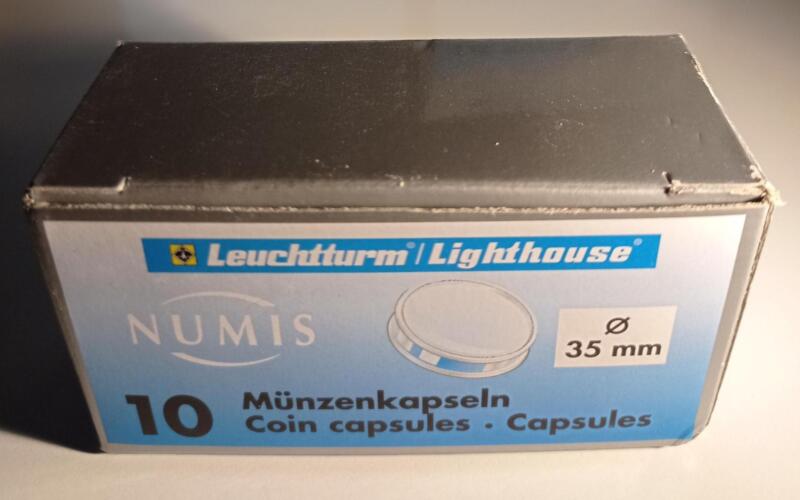 Leuchtturm®/Lighthouse®
NUMIS
Ø
35 mm
10
Münzenkapseln
Coin capsules · Capsules